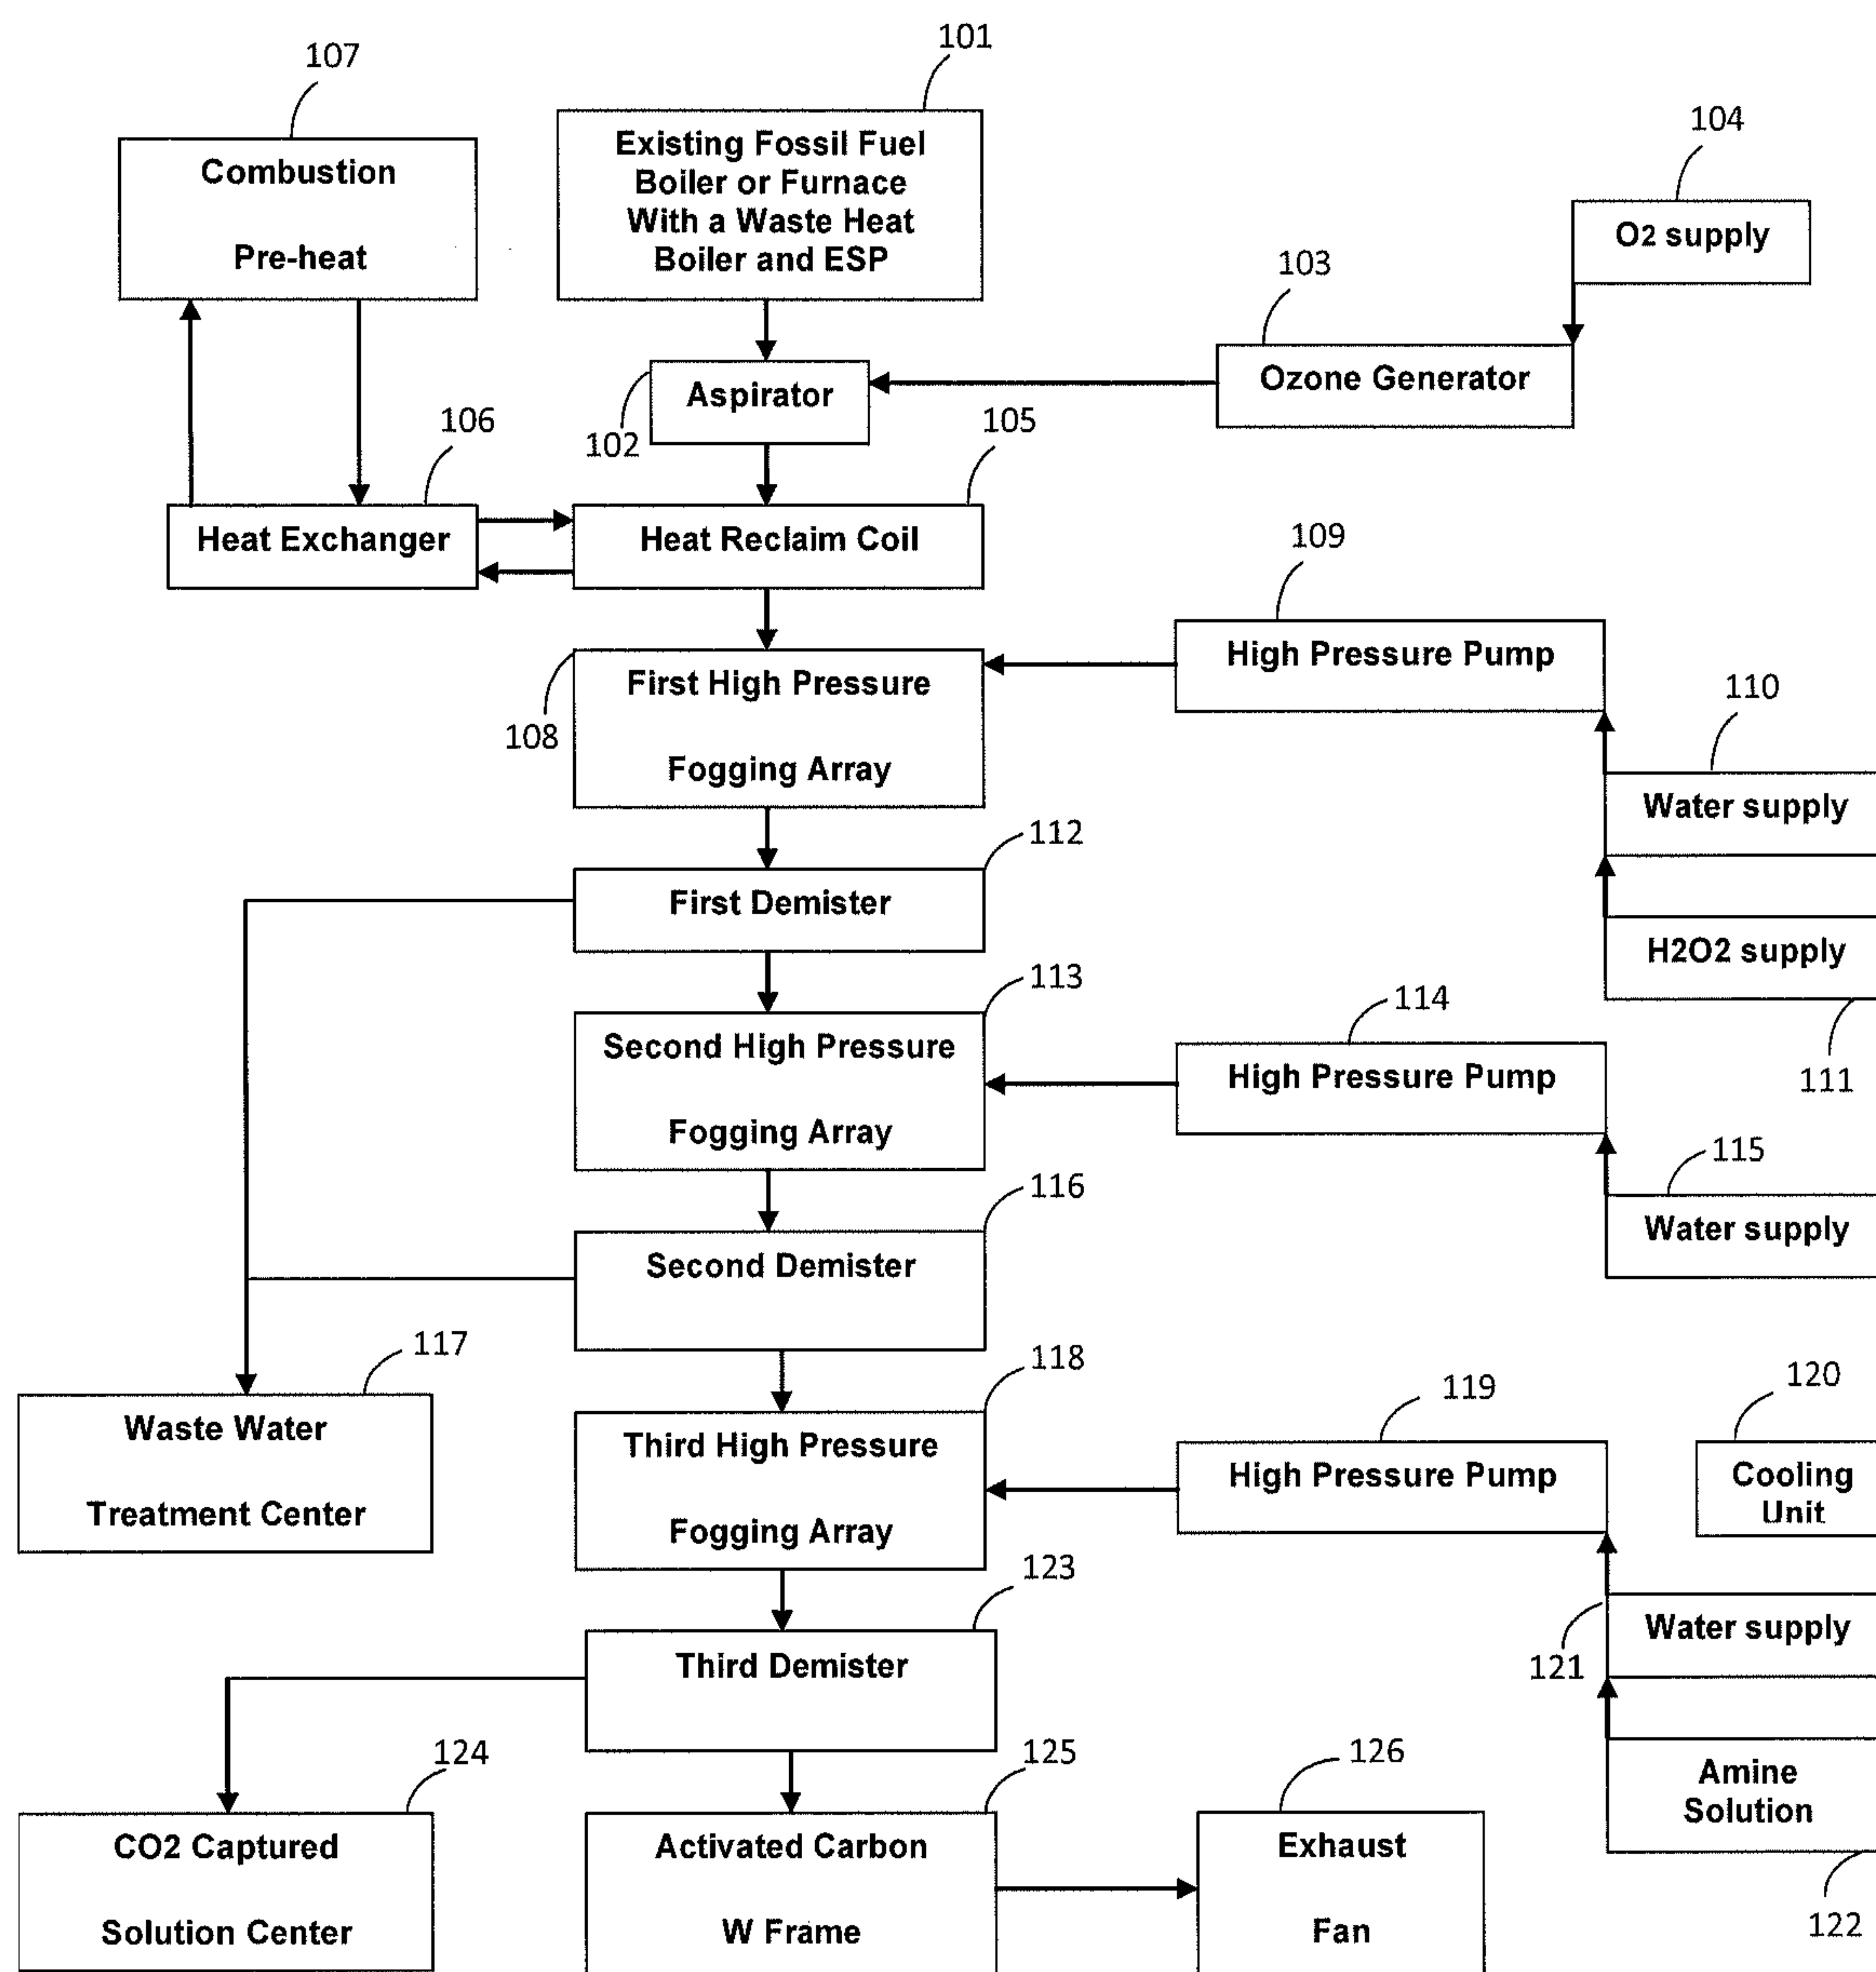 107
101
104
Combustion
Pre-heat
Existing Fossil Fuel
Boiler or Furnace
With a Waste Heat
Boiler and ESP
O2 supply
103
Ozone Generator
Aspirator
102
106
105
Heat Exchanger
Heat Reclaim Coil
109
High Pressure Pump
First High Pressure
Fogging Array
108
110
Water supply
112
First Demister
H2O2 supply
111
113
Second High Pressure
Fogging Array
114
High Pressure Pump
115
Water supply
116
Second Demister
117
Waste Water
Treatment Center
118
Third High Pressure
Fogging Array
119
High Pressure Pump
120
Cooling
Unit
121
Water supply
123
Third Demister
Amine
Solution
122
124
CO2 Captured
Solution Center
125
Activated Carbon
W Frame
126
Exhaust
Fan